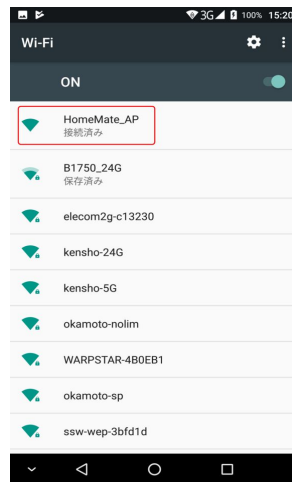 3G 100% 15:20
Wi-Fi
ON
HomeMate_AP
接続済み
B1750_24G
保存済み
elecom2g-c13230
kensho-24G
kensho-5G
okamoto-nolim
WARPSTAR-4B0EB1
okamoto-sp
ssw-wep-3bfd1d